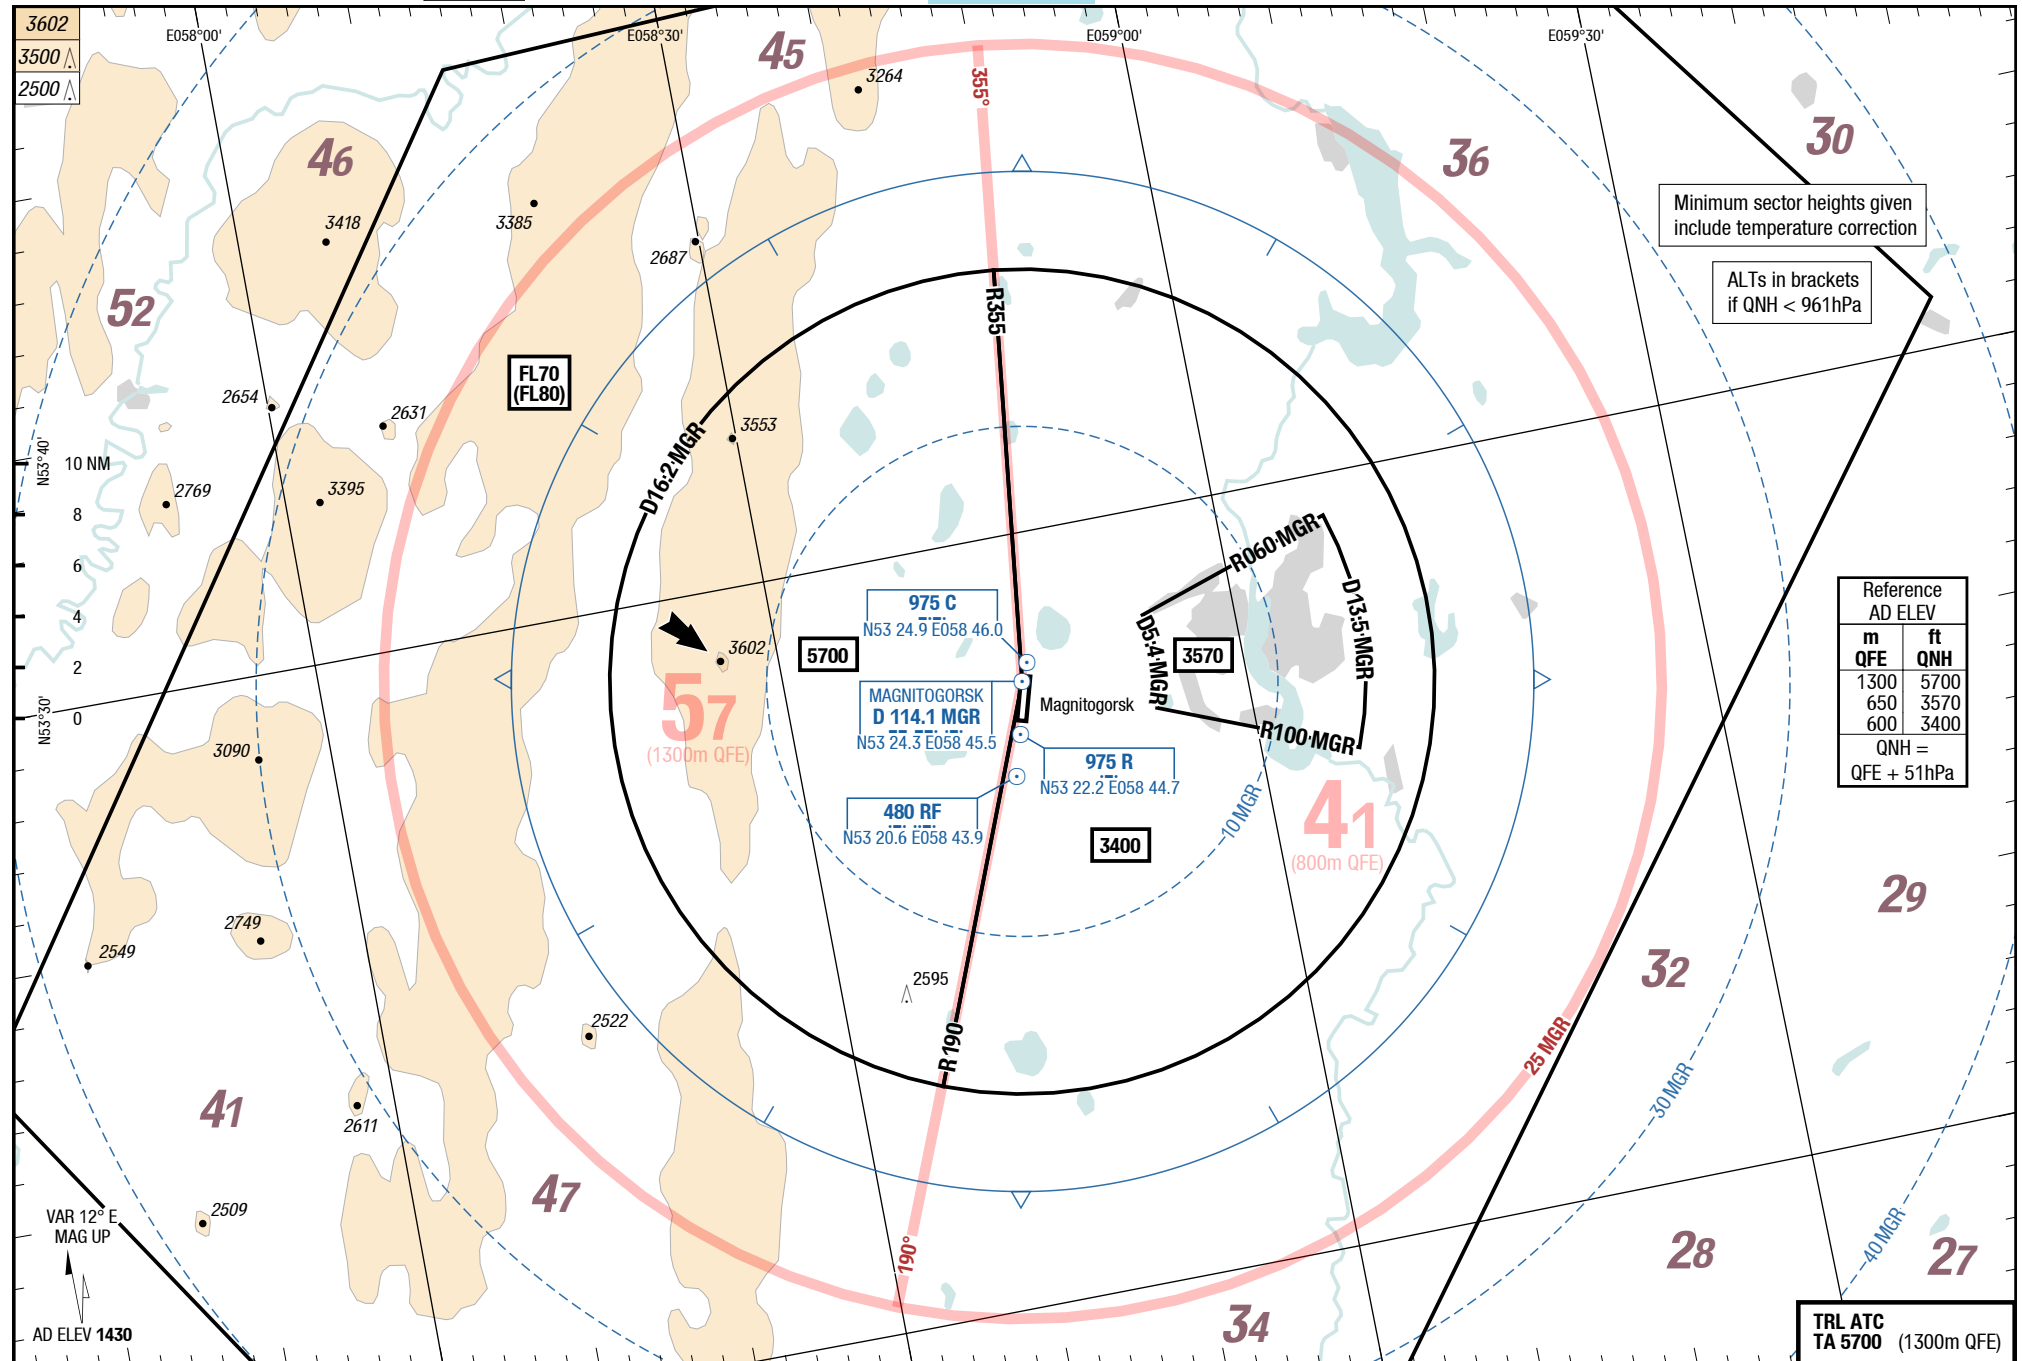 3602
3500
2500
E058°00'
E058°30'
E059°00'
E059°30'
45
3264
355°
46
36
30
3418
3385
2687
Minimum sector heights given
include temperature correction
52
ALTs in brackets
if QNH < 961hPa
R355
FL70
(FL80)
2654
2631
3553
D16.2 MGR
N53°40'
10 NM
8
6
4
2
0
N53°30'
2769
3395
R060 MGR
D13.5 MGR
D5.4 MGR
R100 MGR
3570
975 C
N53 24.9 E058 46.0
3602
5700
57
(1300m QFE)
MAGNITOGORSK
D 114.1 MGR
N53 24.3 E058 45.5
Magnitogorsk
975 R
N53 22.2 E058 44.7
480 RF
N53 20.6 E058 43.9
Reference
AD ELEV
m ft
QFE QNH
1300 5700
650 3570
600 3400
QNH =
QFE + 51hPa
3090
10 MGR
3400
41
(800m QFE)
29
2749
2549
2595
32
2522
R190
25 MGR
30 MGR
41
2611
47
2509
VAR 12° E
MAG UP
190°
28
40 MGR
27
34
AD ELEV 1430
TRL ATC
TA 5700 (1300m QFE)